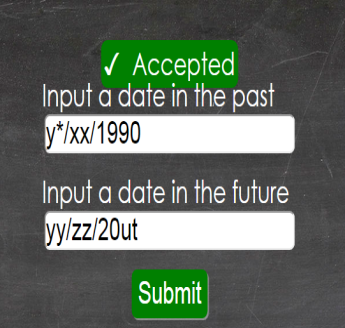 ✓ Accepted
Input a date in the past
y*/xx/1990
Input a date in the future
yy/zz/20ut
Submit